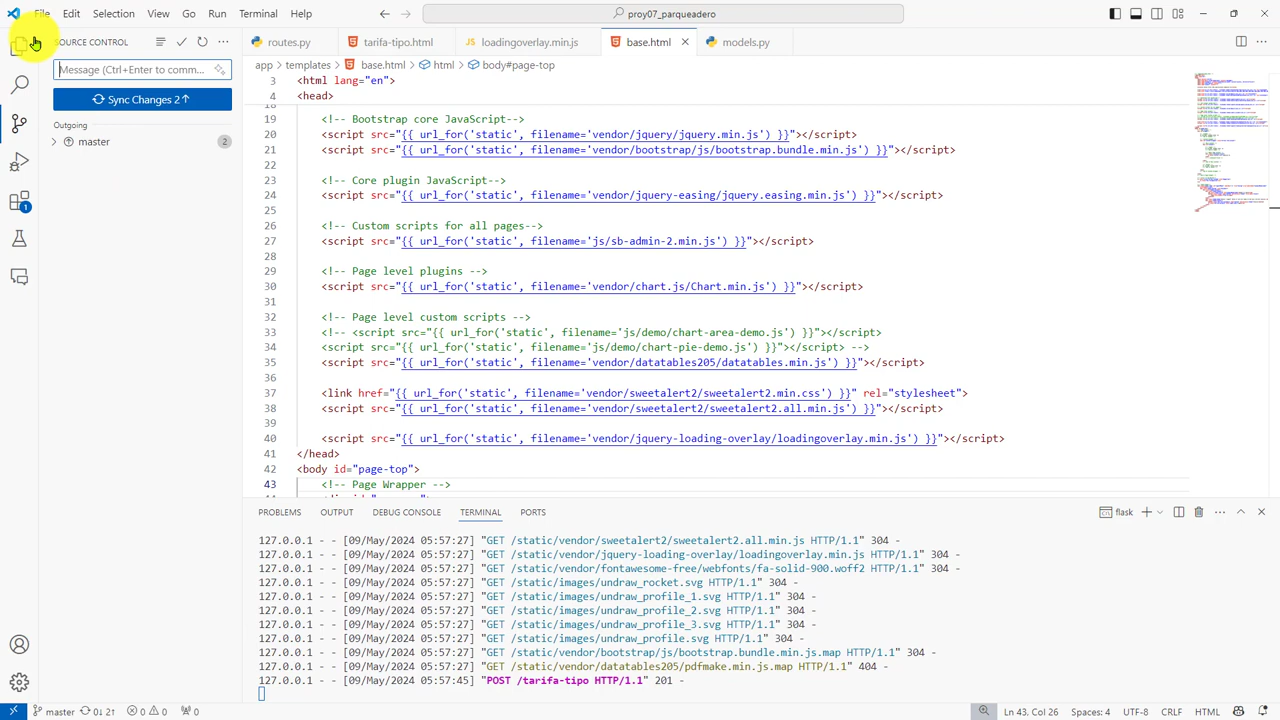 File Edit Selection View Go Run Terminal Help proy07_parqueadero
SOURCE CONTROL
routes.py tarifa-tipo.html JS loadingoverlay.min.js base.html models.py
Message (Ctrl+Enter to comm...
app > templates > base.html > html > body#page-top
3 <html lang="en">
Sync Changes 2↑
4 <head>
19 <!-- Bootstrap core JavaScript-->
Outgoing
20 <script src="{{ url_for('static', filename='vendor/jquery/jquery.min.js') }}"></script>
master 2
21 <script src="{{ url_for('static', filename='vendor/bootstrap/js/bootstrap.bundle.min.js') }}"></script>
22
23 <!-- Core plugin JavaScript-->
24 <script src="{{ url_for('static', filename='vendor/jquery-easing/jquery.easing.min.js') }}"></script>
25
26 <!-- Custom scripts for all pages-->
27 <script src="{{ url_for('static', filename='js/sb-admin-2.min.js') }}"></script>
28
29 <!-- Page level plugins -->
30 <script src="{{ url_for('static', filename='vendor/chart.js/Chart.min.js') }}"></script>
31
32 <!-- Page level custom scripts -->
33 <!-- <script src="{{ url_for('static', filename='js/demo/chart-area-demo.js') }}"></script>
34 <script src="{{ url_for('static', filename='js/demo/chart-pie-demo.js') }}"></script> -->
35 <script src="{{ url_for('static', filename='vendor/datatables205/datatables.min.js') }}"></script>
36
37 <link href="{{ url_for('static', filename='vendor/sweetalert2/sweetalert2.min.css') }}" rel="stylesheet">
38 <script src="{{ url_for('static', filename='vendor/sweetalert2/sweetalert2.all.min.js') }}"></script>
39
40 <script src="{{ url_for('static', filename='vendor/jquery-loading-overlay/loadingoverlay.min.js') }}"></script>
41 </head>
42 <body id="page-top">
43 <!-- Page Wrapper -->
PROBLEMS OUTPUT DEBUG CONSOLE TERMINAL PORTS flask
127.0.0.1 - - [09/May/2024 05:57:27] "GET /static/vendor/sweetalert2/sweetalert2.all.min.js HTTP/1.1" 304 -
127.0.0.1 - - [09/May/2024 05:57:27] "GET /static/vendor/jquery-loading-overlay/loadingoverlay.min.js HTTP/1.1" 304 -
127.0.0.1 - - [09/May/2024 05:57:27] "GET /static/vendor/fontawesome-free/webfonts/fa-solid-900.woff2 HTTP/1.1" 304 -
127.0.0.1 - - [09/May/2024 05:57:27] "GET /static/images/undraw_rocket.svg HTTP/1.1" 304 -
127.0.0.1 - - [09/May/2024 05:57:27] "GET /static/images/undraw_profile_1.svg HTTP/1.1" 304 -
127.0.0.1 - - [09/May/2024 05:57:27] "GET /static/images/undraw_profile_2.svg HTTP/1.1" 304 -
127.0.0.1 - - [09/May/2024 05:57:27] "GET /static/images/undraw_profile_3.svg HTTP/1.1" 304 -
127.0.0.1 - - [09/May/2024 05:57:27] "GET /static/images/undraw_profile.svg HTTP/1.1" 304 -
127.0.0.1 - - [09/May/2024 05:57:27] "GET /static/vendor/bootstrap/js/bootstrap.bundle.min.js.map HTTP/1.1" 304 -
127.0.0.1 - - [09/May/2024 05:57:27] "GET /static/vendor/datatables205/pdfmake.min.js.map HTTP/1.1" 404 -
127.0.0.1 - - [09/May/2024 05:57:45] "POST /tarifa-tipo HTTP/1.1" 201 -
master 0↓ 2↑ 0 0 0 Ln 43, Col 26 Spaces: 4 UTF-8 CRLF HTML